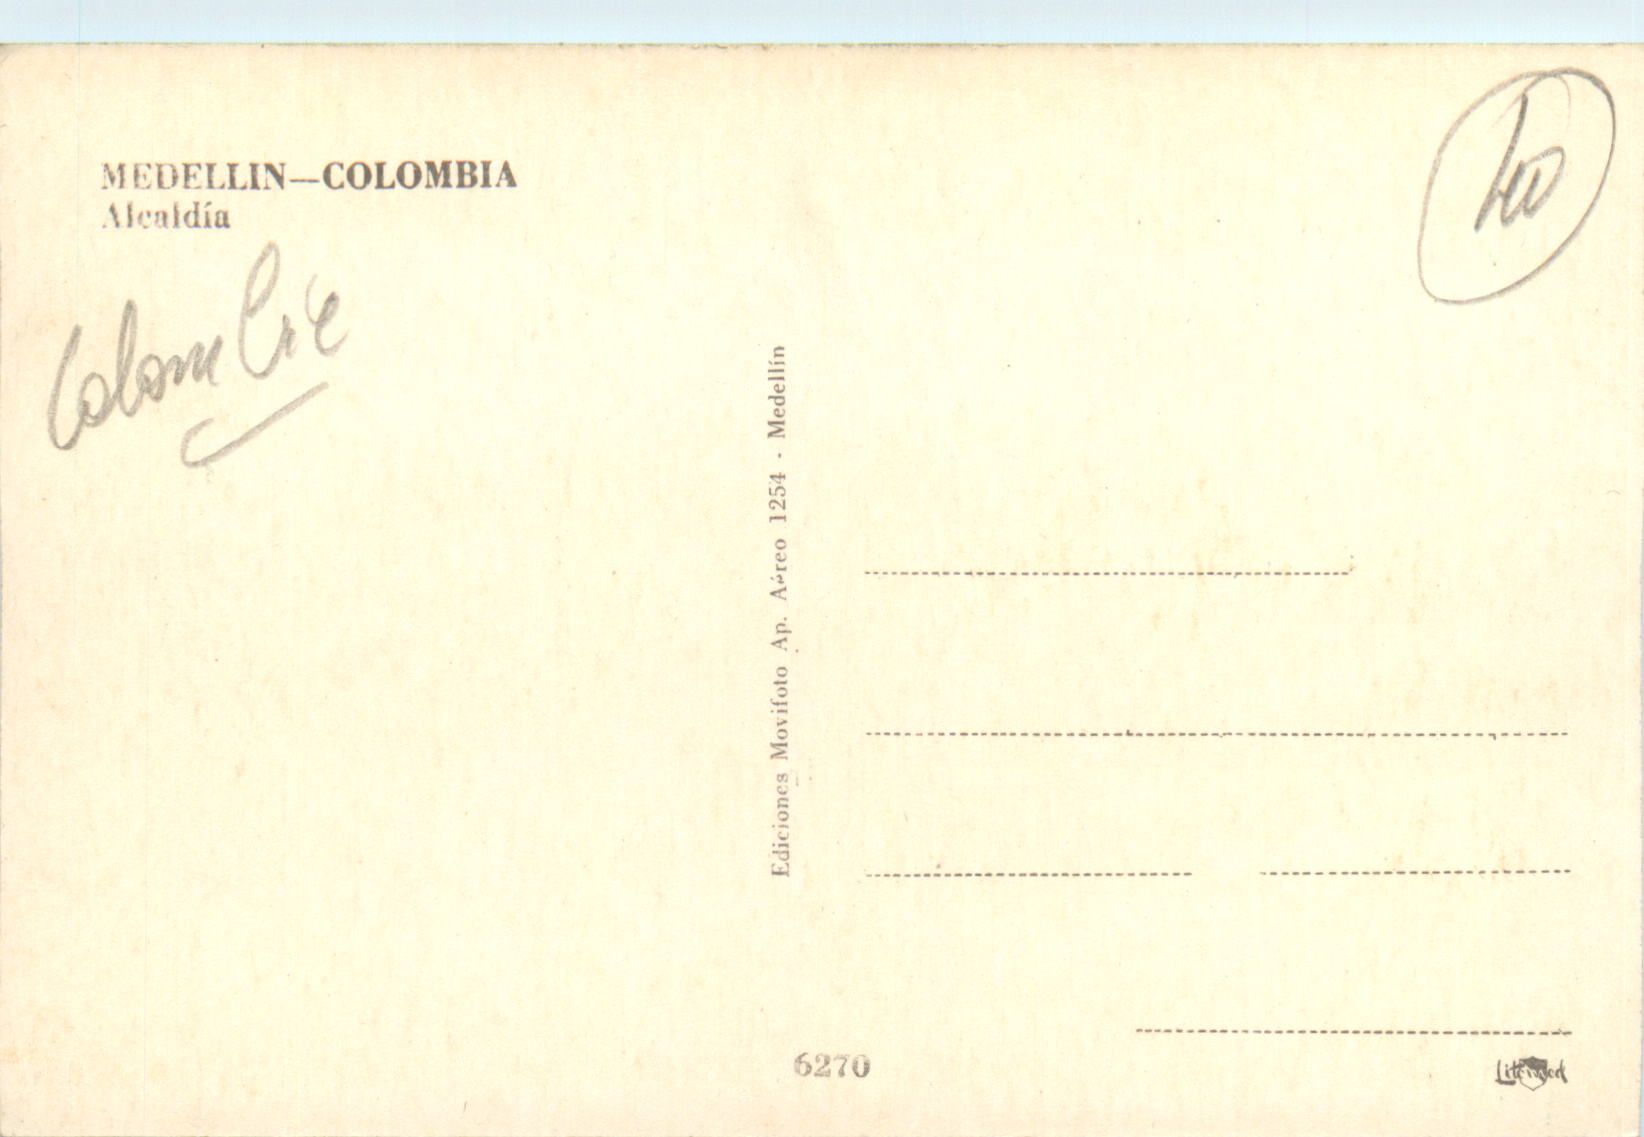 MEDELLIN—COLOMBIA
Alcaldía
Colombie
Ediciones Movifoto Ap. Aéreo 1254 - Medellín
6270